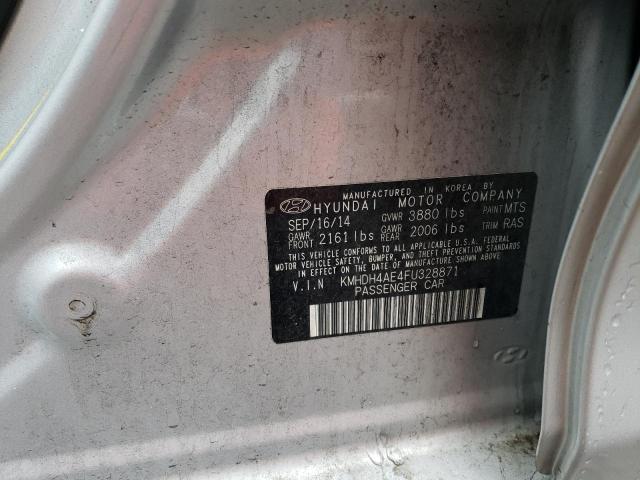 MANUFACTURED IN KOREA BY
HYUNDAI MOTOR COMPANY
SEP/16/14 GVWR 3880 lbs PAINT MTS
GAWR FRONT 2161 lbs GAWR REAR 2006 lbs TRIM RAS
THIS VEHICLE CONFORMS TO ALL APPLICABLE U.S.A. FEDERAL
MOTOR VEHICLE SAFETY, BUMPER, AND THEFT PREVENTION STANDARDS
IN EFFECT ON THE DATE OF MANUFACTURE SHOWN ABOVE.
V.I.N KMHDH4AE4FU328871
PASSENGER CAR